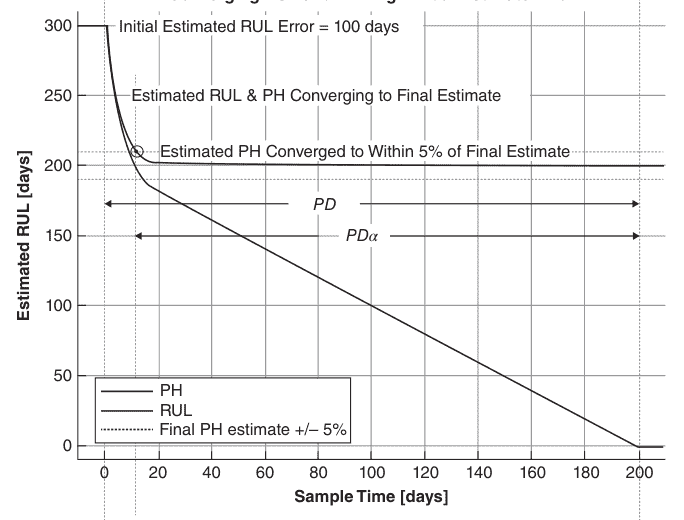 300
Initial Estimated RUL Error = 100 days
250
Estimated RUL & PH Converging to Final Estimate
Estimated PH Converged to Within 5% of Final Estimate
200
PD
150
PDα
100
50
0
Estimated RUL [days]
PH
RUL
Final PH estimate +/– 5%
0 20 40 60 80 100 120 140 160 180 200
Sample Time [days]